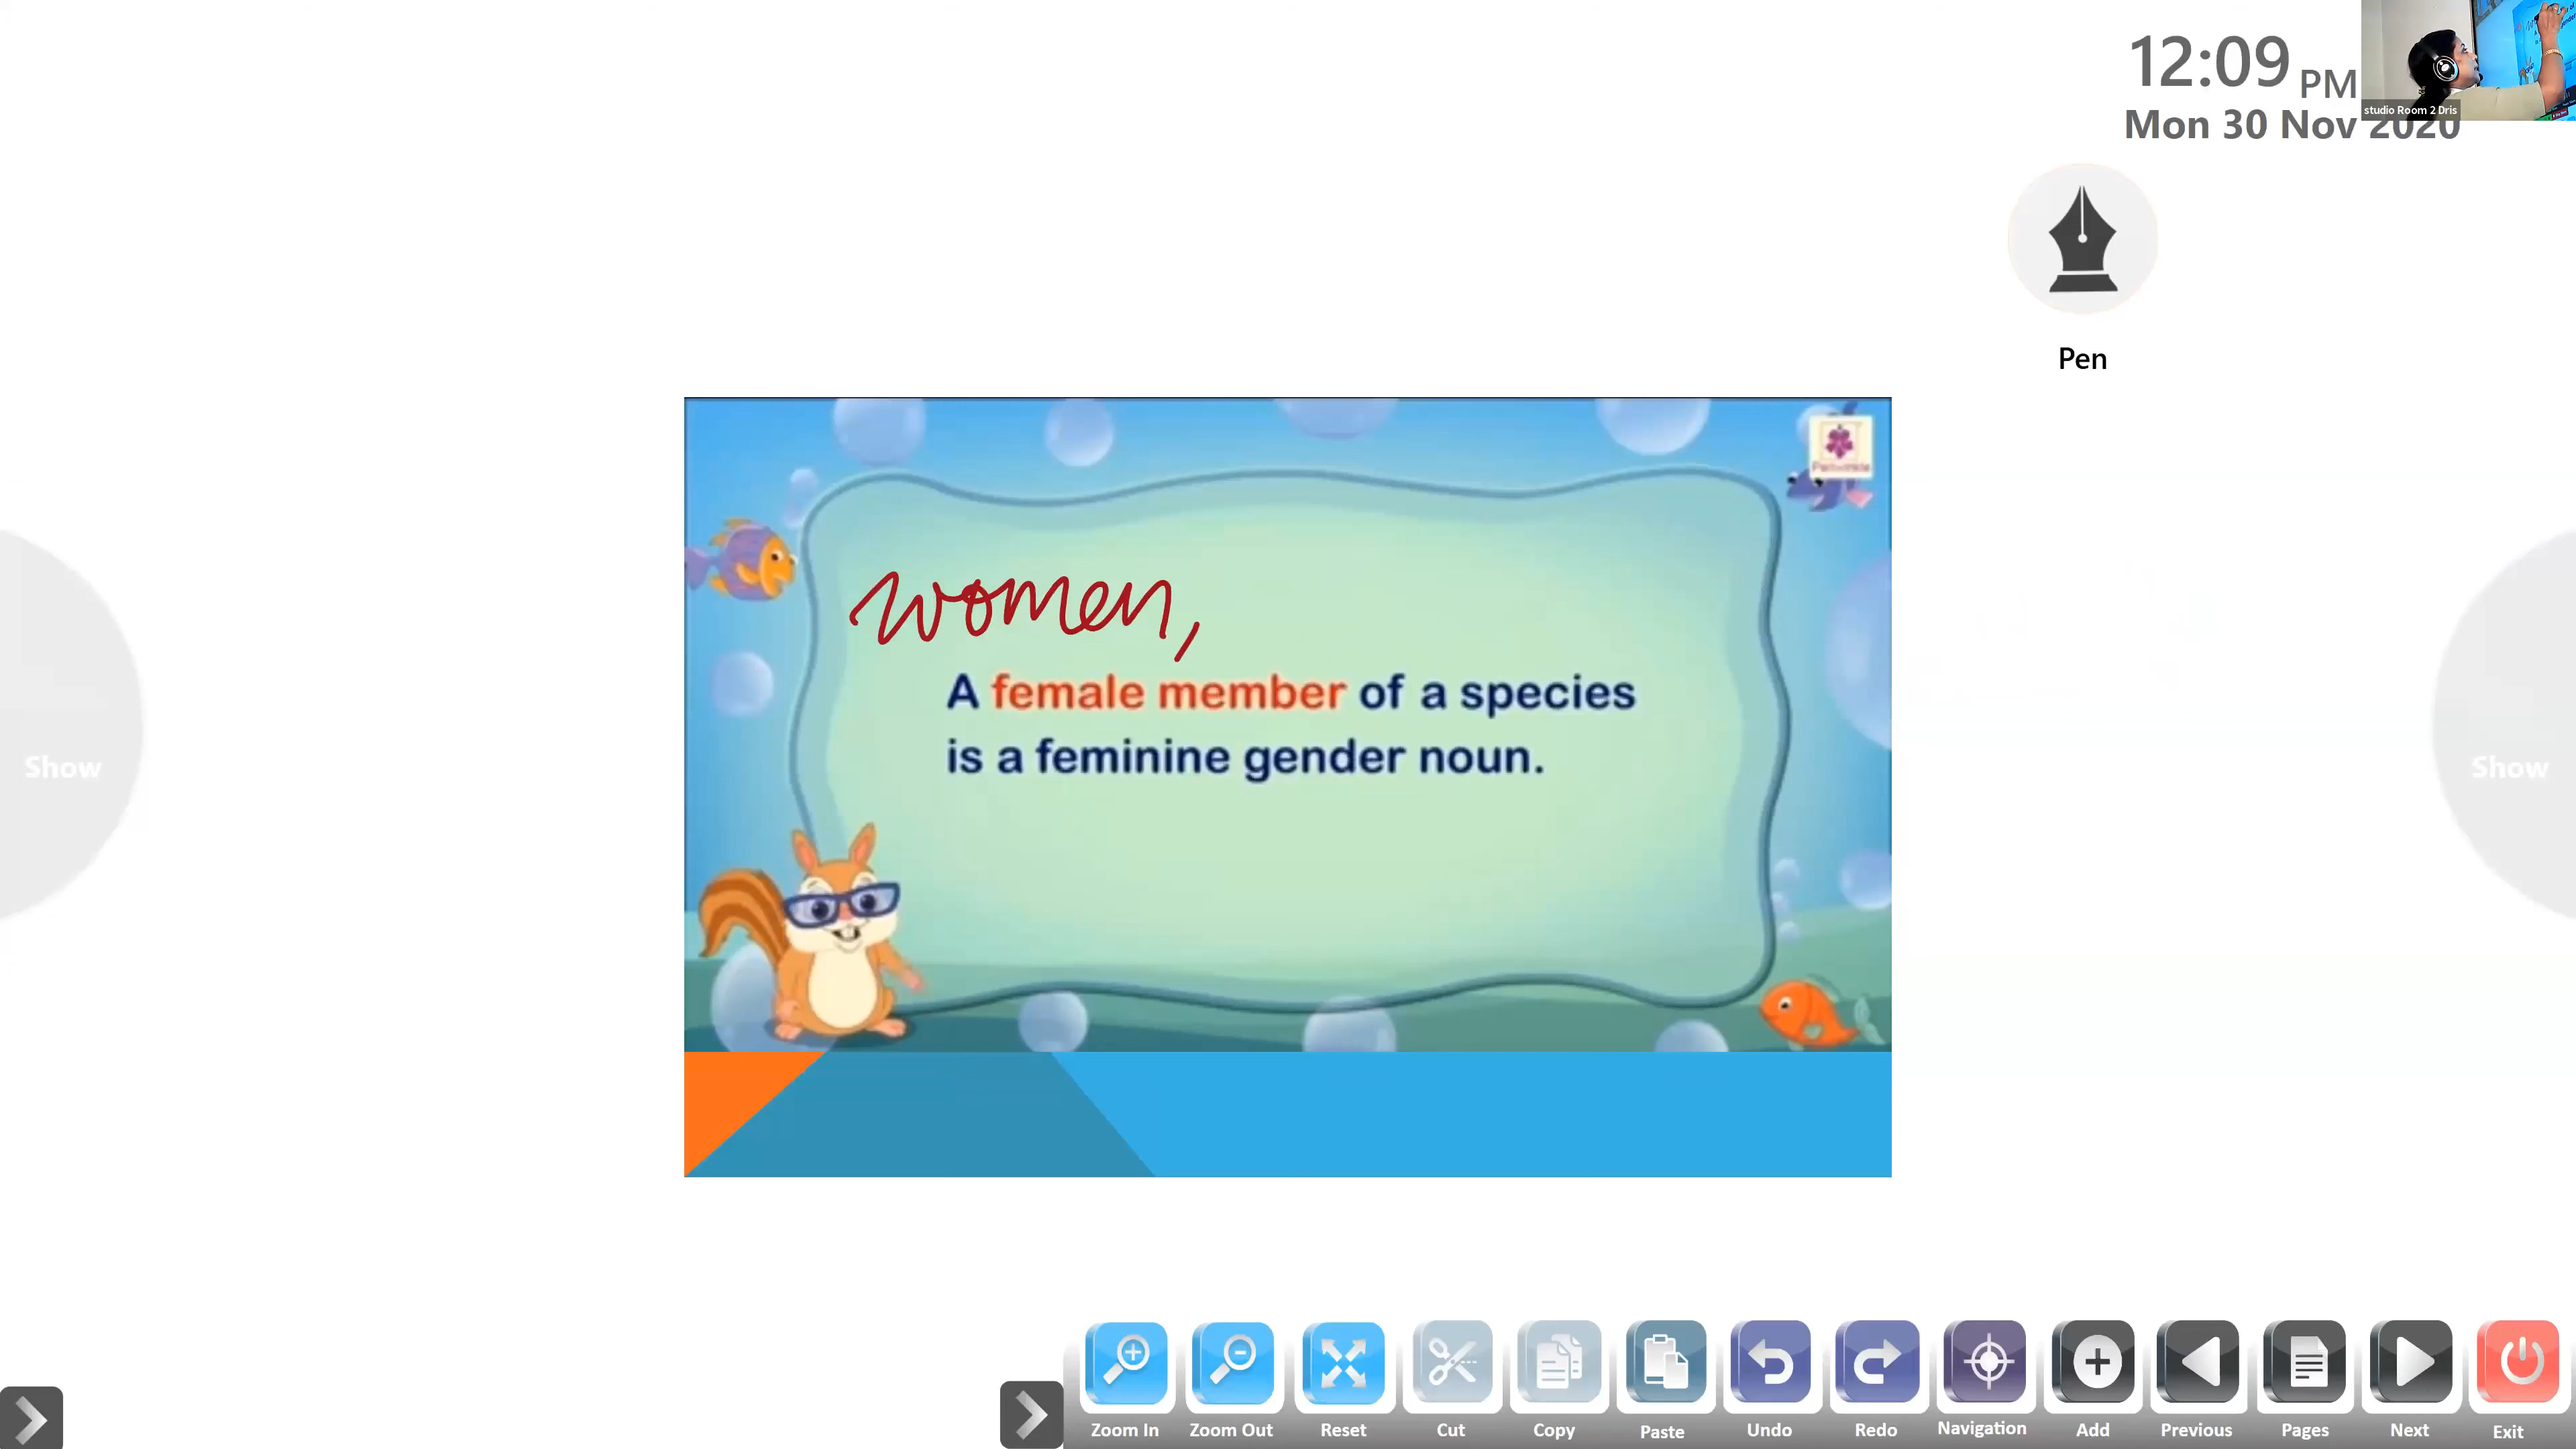 12:09 PM
studio Room 2 Dris
Mon 30 Nov 2020
Pen
Periwinkle
women,
A female member of a species
is a feminine gender noun.
Show
Show
Zoom In
Zoom Out
Reset
Cut
Copy
Paste
Undo
Redo
Navigation
Add
Previous
Pages
Next
Exit